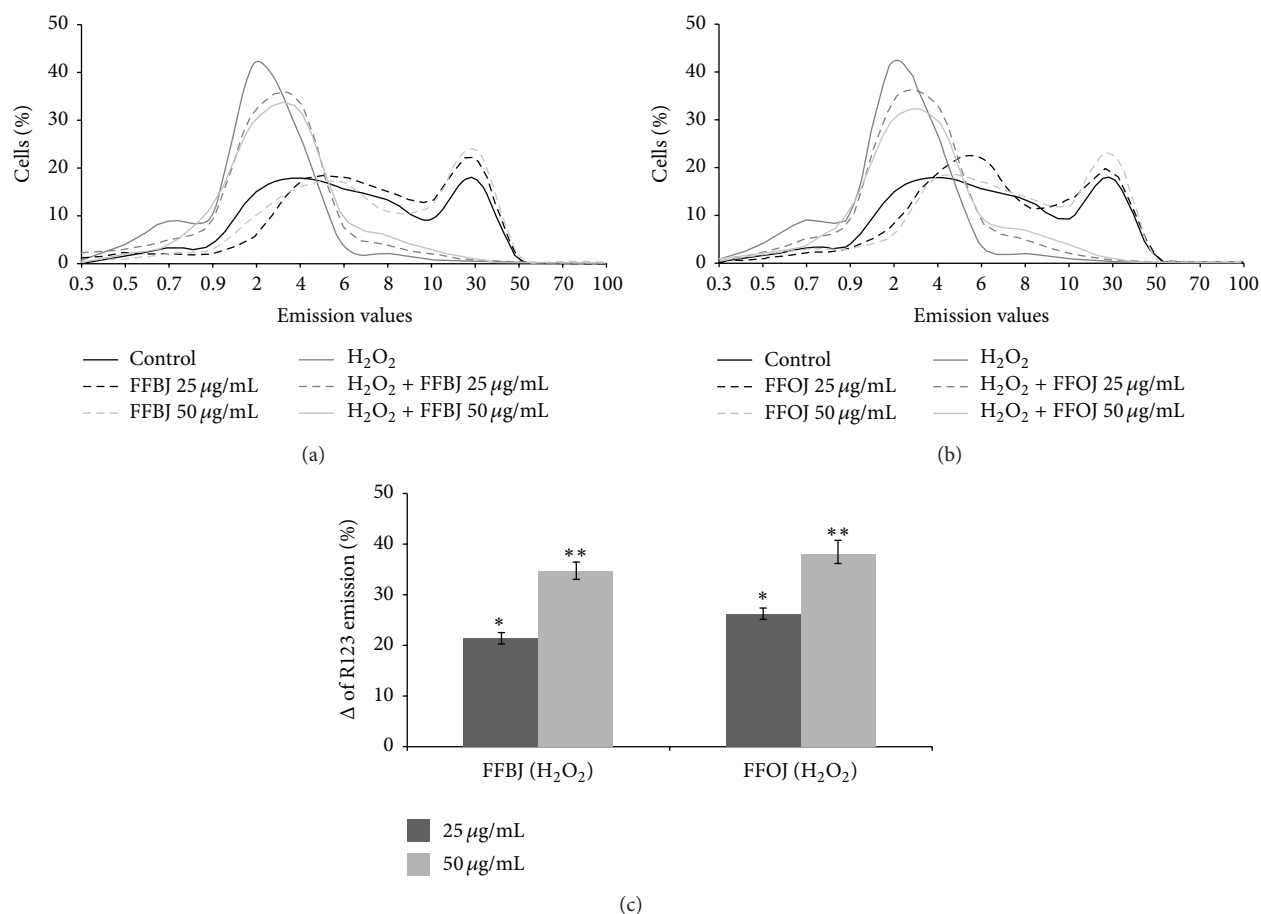 50
40
30
20
10
0
Cells (%)
0.3 0.5 0.7 0.9 2 4 6 8 10 30 50 70 100
Emission values
Control
FFBJ 25 μg/mL
FFBJ 50 μg/mL
H₂O₂
H₂O₂ + FFBJ 25 μg/mL
H₂O₂ + FFBJ 50 μg/mL
(a)
50
40
30
20
10
0
Cells (%)
0.3 0.5 0.7 0.9 2 4 6 8 10 30 50 70 100
Emission values
Control
FFOJ 25 μg/mL
FFOJ 50 μg/mL
H₂O₂
H₂O₂ + FFOJ 25 μg/mL
H₂O₂ + FFOJ 50 μg/mL
(b)
50
40
30
20
10
0
Δ of R123 emission (%)
*
**
*
**
FFBJ (H₂O₂)
FFOJ (H₂O₂)
25 μg/mL
50 μg/mL
(c)